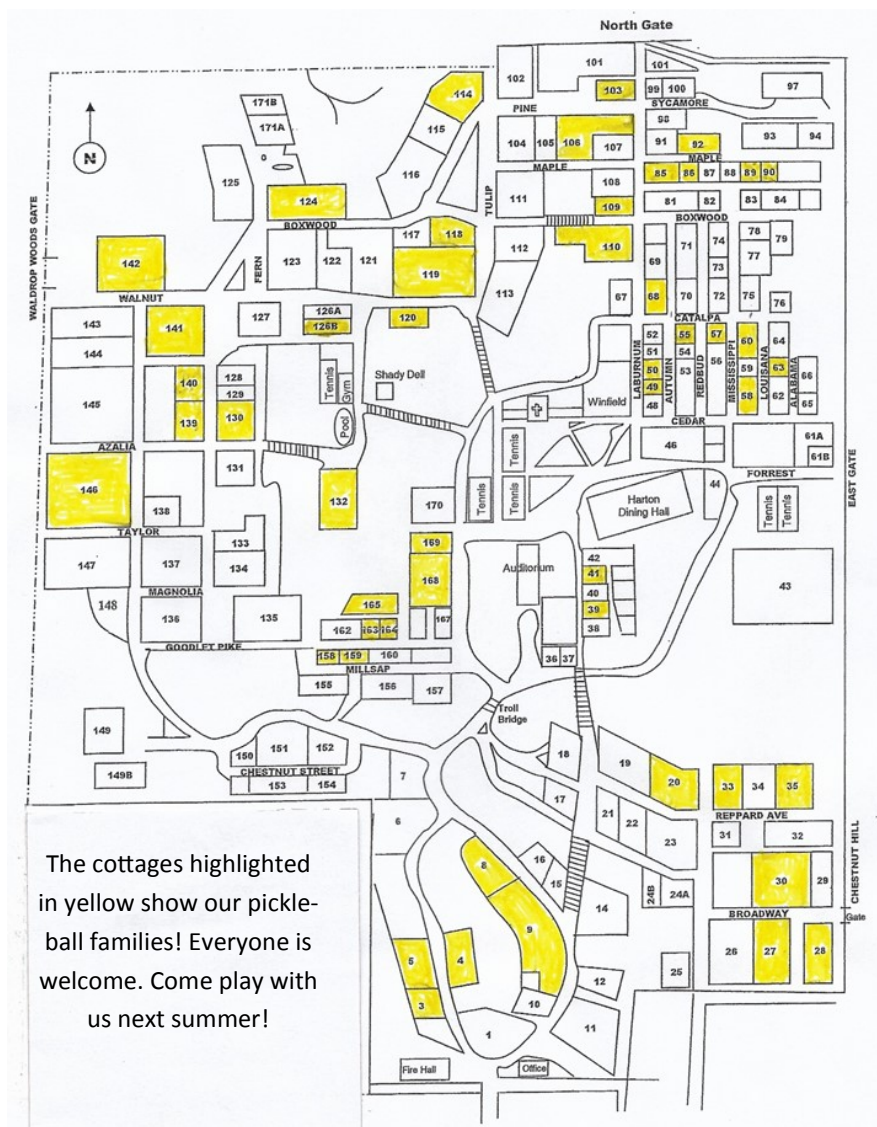 North Gate
101
102
101
171B
114
103
99
100
97
PINE
SYCAMORE
171A
115
98
104
105
106
107
91
92
93
94
N
MAPLE
MAPLE
116
85
86
87
88
89
90
125
108
111
TULIP
124
109
81
82
83
84
BOXWOOD
BOXWOOD
117
118
71
74
78
79
WALDROP WOODS GATE
142
FERN
123
122
121
119
112
110
69
73
77
113
67
68
70
72
75
76
WALNUT
143
141
127
126A
126B
120
CATALPA
52
55
57
60
64
144
51
54
56
59
63
66
145
140
128
129
Tennis
Gym
Shady Dell
50
53
58
62
65
49
48
LABURNUM
AUTUMN
REDBUD
MISSISSIPPI
LOUISANA
ALABAMA
Winfield
139
130
Pool
CEDAR
46
61A
61B
AZALIA
Tennis
FORREST
EAST GATE
131
146
138
132
170
Tennis
Tennis
Harton
Dining Hall
44
Tennis
Tennis
TAYLOR
133
169
147
137
134
168
Auditorium
42
41
43
MAGNOLIA
40
148
165
39
136
135
162
163
164
167
38
GOODLET PIKE
158
159
160
36
37
MILLSAP
155
156
157
Troll
Bridge
149
150
151
152
18
19
20
33
34
35
149B
CHESTNUT STREET
153
154
7
17
21
22
23
REPPARD AVE
6
31
32
CHESTNUT HILL
8
16
15
24B
24A
30
29
14
BROADWAY
Gate
9
5
4
26
27
28
12
25
3
10
1
11
Fire Hall
Office
The cottages highlighted
in yellow show our pickle-
ball families! Everyone is
welcome. Come play with
us next summer!